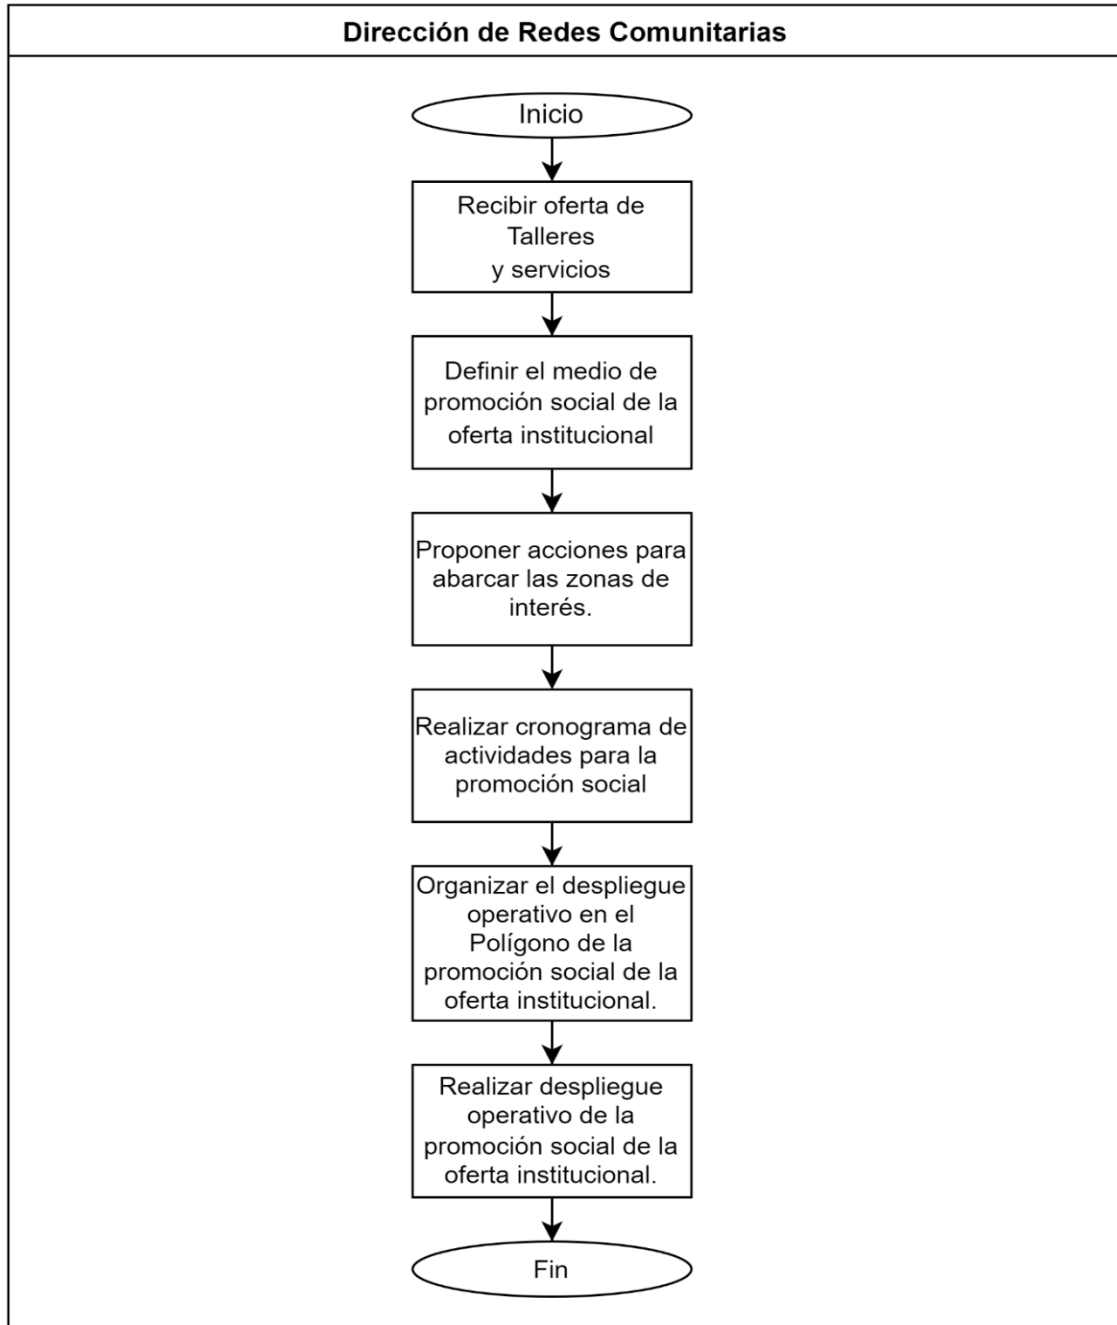 Dirección de Redes Comunitarias
Inicio
Recibir oferta de
Talleres
y servicios
Definir el medio de
promoción social de la
oferta institucional
Proponer acciones para
abarcar las zonas de
interés.
Realizar cronograma de
actividades para la
promoción social
Organizar el despliegue
operativo en el
Polígono de la
promoción social de la
oferta institucional.
Realizar despliegue
operativo de la
promoción social de la
oferta institucional.
Fin